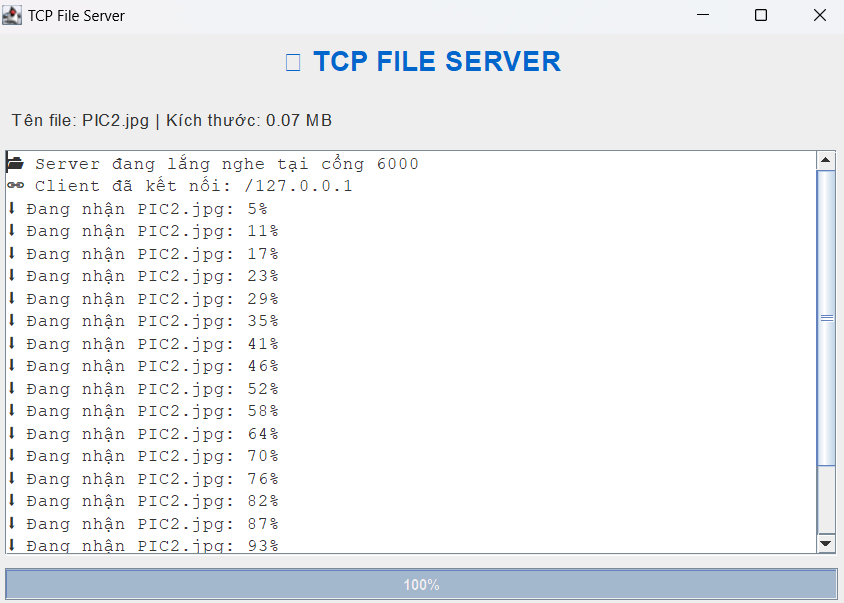 TCP File Server
TCP FILE SERVER
Tên file: PIC2.jpg | Kích thước: 0.07 MB
Server đang lắng nghe tại cổng 6000
Client đã kết nối: /127.0.0.1
⬇ Đang nhận PIC2.jpg: 5%
⬇ Đang nhận PIC2.jpg: 11%
⬇ Đang nhận PIC2.jpg: 17%
⬇ Đang nhận PIC2.jpg: 23%
⬇ Đang nhận PIC2.jpg: 29%
⬇ Đang nhận PIC2.jpg: 35%
⬇ Đang nhận PIC2.jpg: 41%
⬇ Đang nhận PIC2.jpg: 46%
⬇ Đang nhận PIC2.jpg: 52%
⬇ Đang nhận PIC2.jpg: 58%
⬇ Đang nhận PIC2.jpg: 64%
⬇ Đang nhận PIC2.jpg: 70%
⬇ Đang nhận PIC2.jpg: 76%
⬇ Đang nhận PIC2.jpg: 82%
⬇ Đang nhận PIC2.jpg: 87%
⬇ Đang nhận PIC2.jpg: 93%
100%